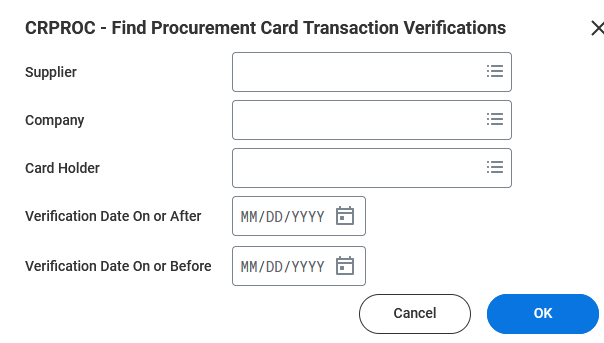 CRPROC - Find Procurement Card Transaction Verifications
Supplier
Company
Card Holder
Verification Date On or After MM/DD/YYYY
Verification Date On or Before MM/DD/YYYY
Cancel OK